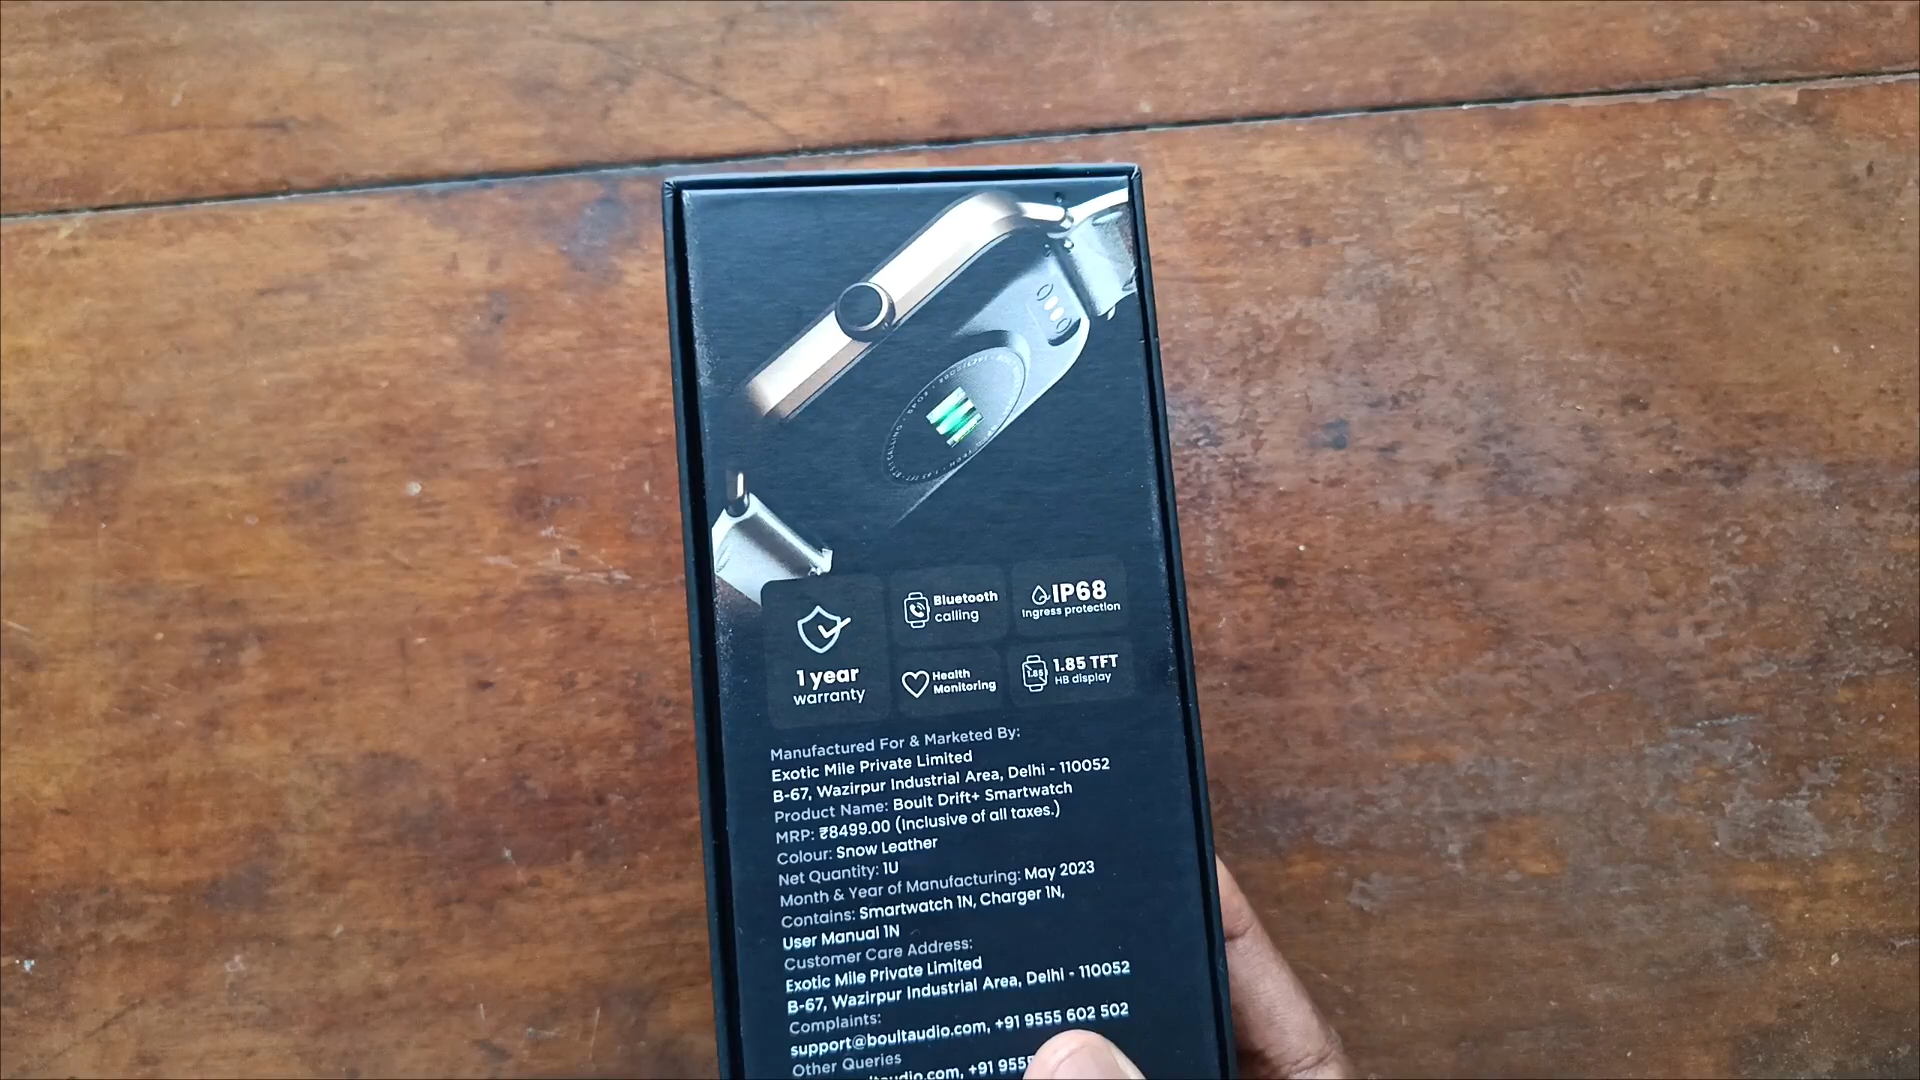 1 year
warranty
Bluetooth
calling
IP68
Ingress protection
Health
Monitoring
1.85
1.85 TFT
HB display
Manufactured For & Marketed By:
Exotic Mile Private Limited
B-67, Wazirpur Industrial Area, Delhi - 110052
Product Name: Boult Drift+ Smartwatch
MRP: ₹8499.00 (Inclusive of all taxes.)
Colour: Snow Leather
Net Quantity: 1U
Month & Year of Manufacturing: May 2023
Contains: Smartwatch 1N, Charger 1N,
User Manual 1N
Customer Care Address:
Exotic Mile Private Limited
B-67, Wazirpur Industrial Area, Delhi - 110052
Complaints:
support@boultaudio.com, +91 9555 602 502
Other Queries
+91